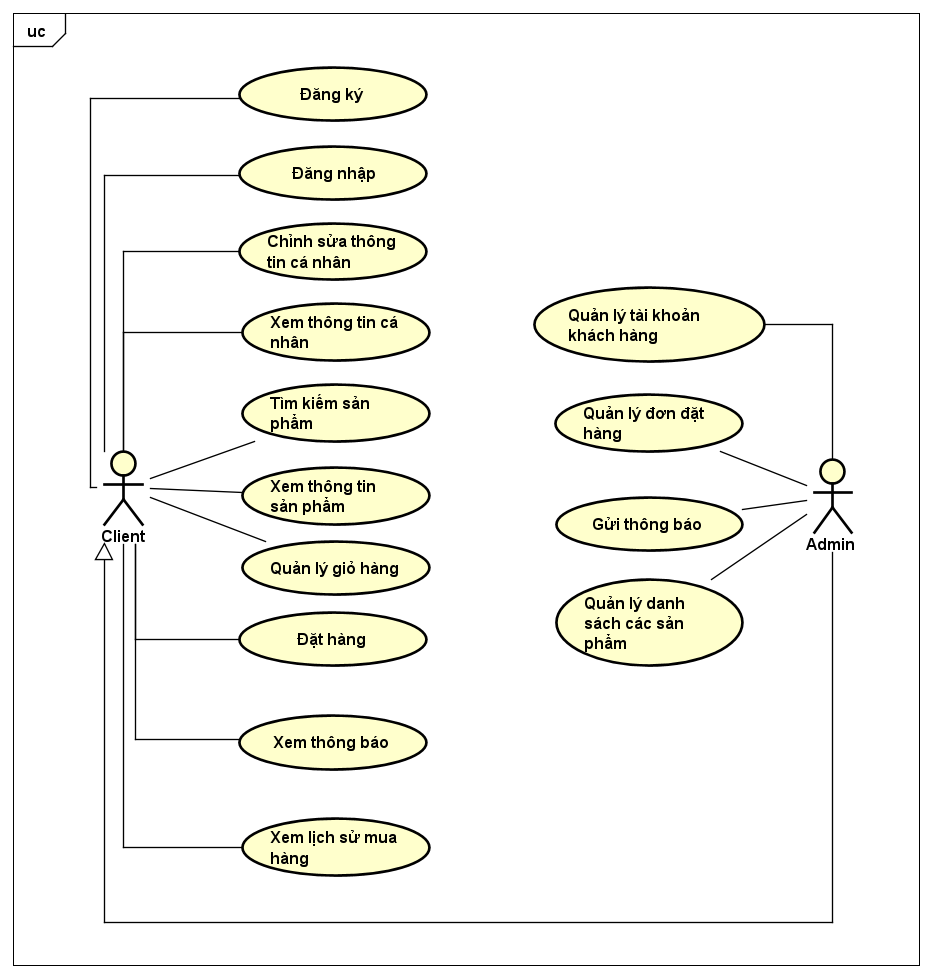 uc
Đăng ký
Đăng nhập
Chỉnh sửa thông
tin cá nhân
Xem thông tin cá
nhân
Tìm kiếm sản
phẩm
Xem thông tin
sản phẩm
Quản lý giỏ hàng
Đặt hàng
Xem thông báo
Xem lịch sử mua
hàng
Client
Quản lý tài khoản
khách hàng
Quản lý đơn đặt
hàng
Gửi thông báo
Quản lý danh
sách các sản
phẩm
Admin